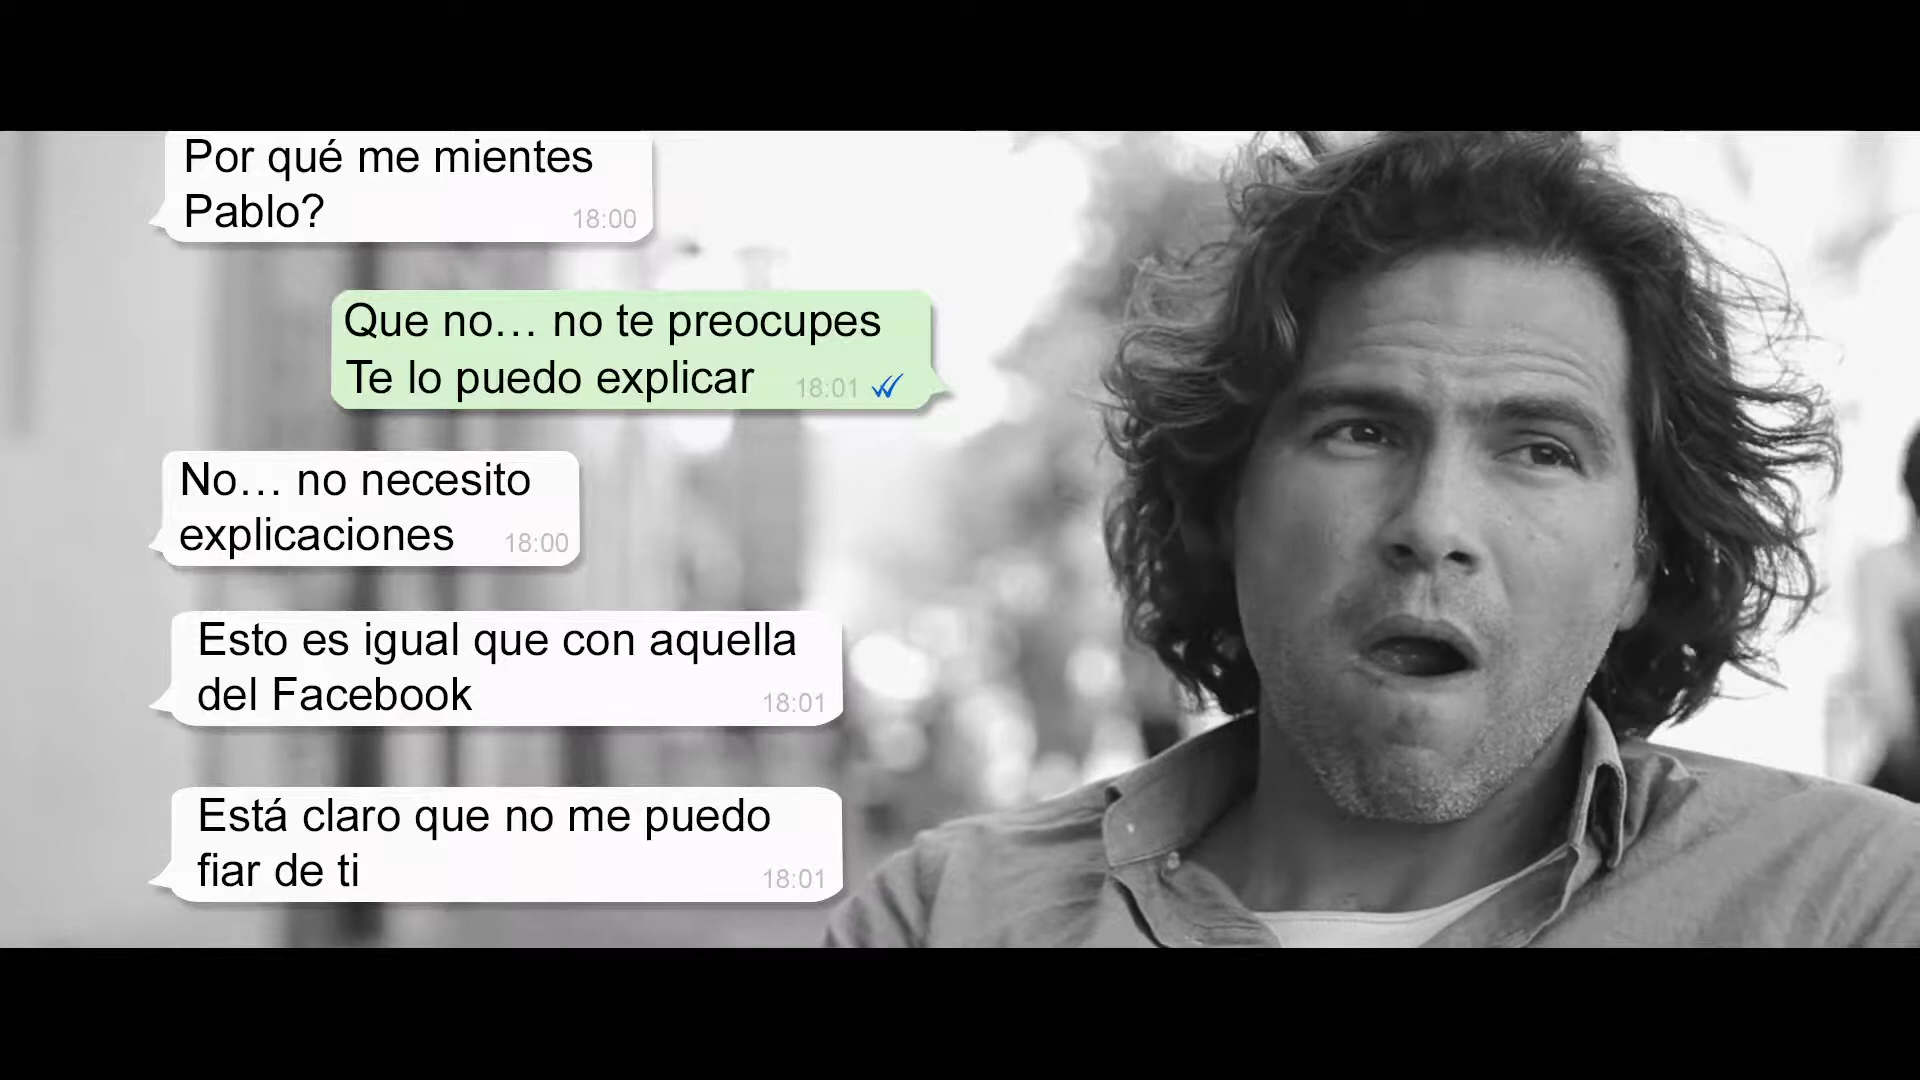 Por qué me mientes
Pablo?
18:00
Que no... no te preocupes
Te lo puedo explicar
18:01
No... no necesito
explicaciones
18:00
Esto es igual que con aquella
del Facebook
18:01
Está claro que no me puedo
fiar de ti
18:01